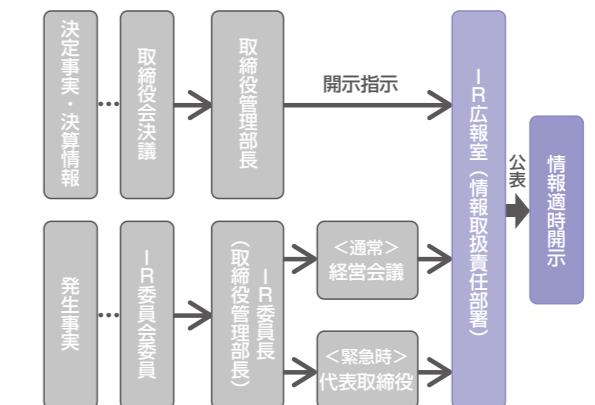 決定事実・決算情報
取締役会決議
取締役管理部長
開示指示
IR広報室（情報取扱責任部署）
公表
情報適時開示
発生事実
IR委員会委員
IR委員長
（取締役管理部長）
＜通常＞
経営会議
＜緊急時＞
代表取締役